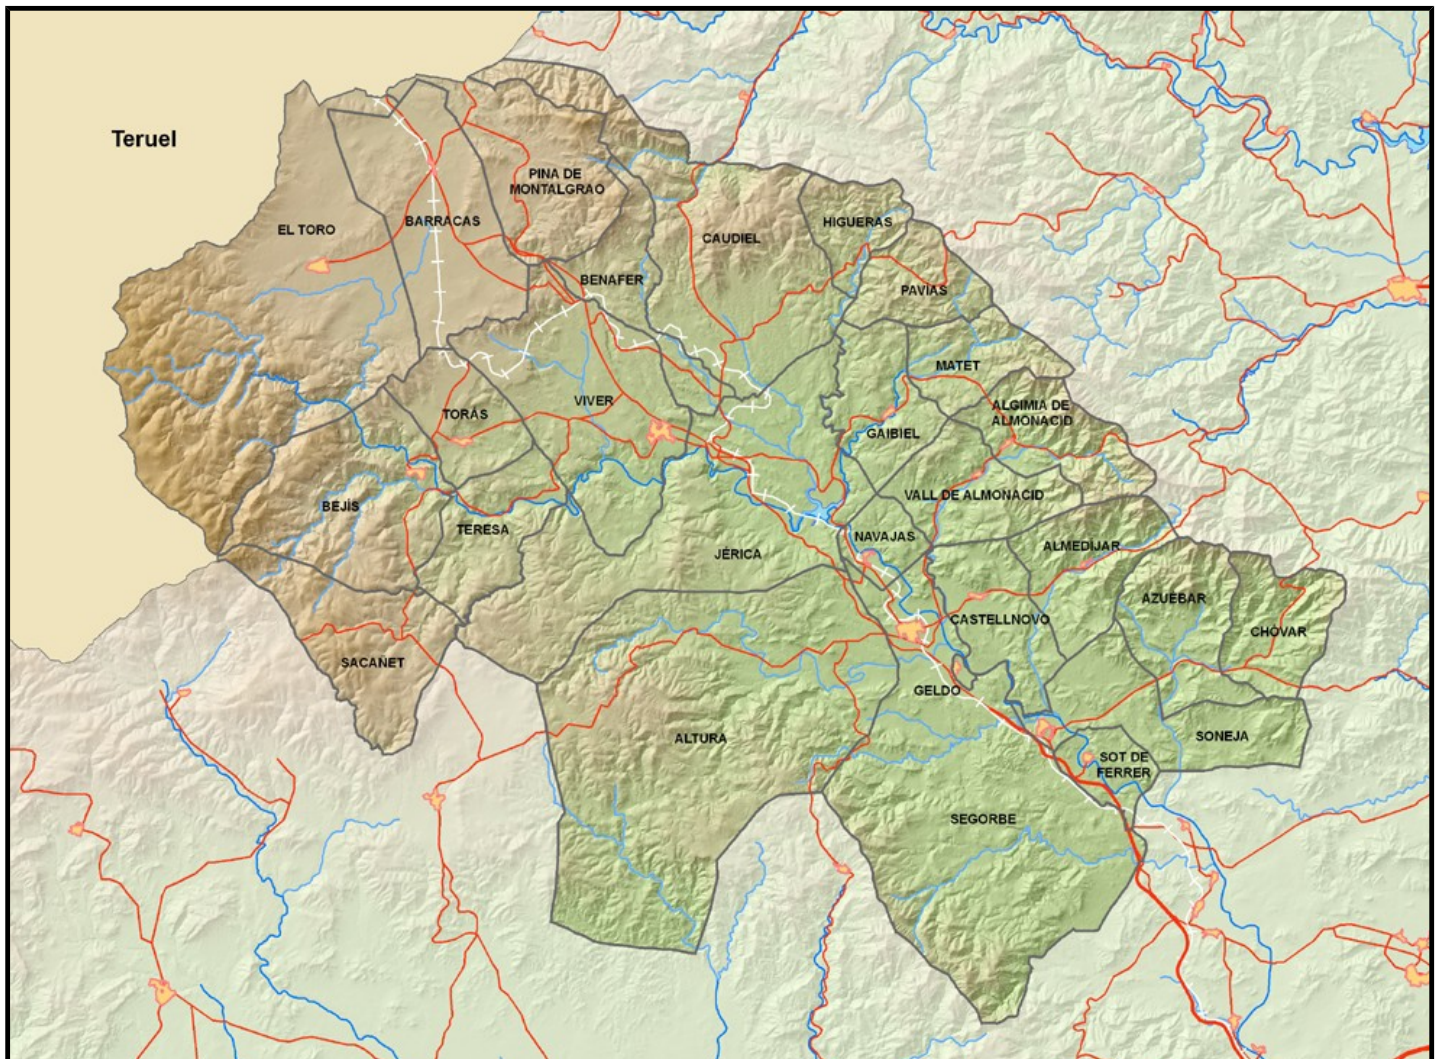 Teruel
PINA DE
MONTALGRAO
EL TORO
BARRACAS
CAUDIEL
HIGUERAS
BENAFER
PAVÍAS
MATET
TORÁS
VIVER
ALGIMIA DE
ALMONACID
GAIBIEL
VALL DE ALMONACID
BEJÍS
TERESA
NAVAJAS
JÉRICA
ALMEDÍJAR
AZUÉBAR
CASTELLNOVO
CHÓVAR
SACAÑET
GELDO
ALTURA
SONEJA
SOT DE
FERRER
SEGORBE